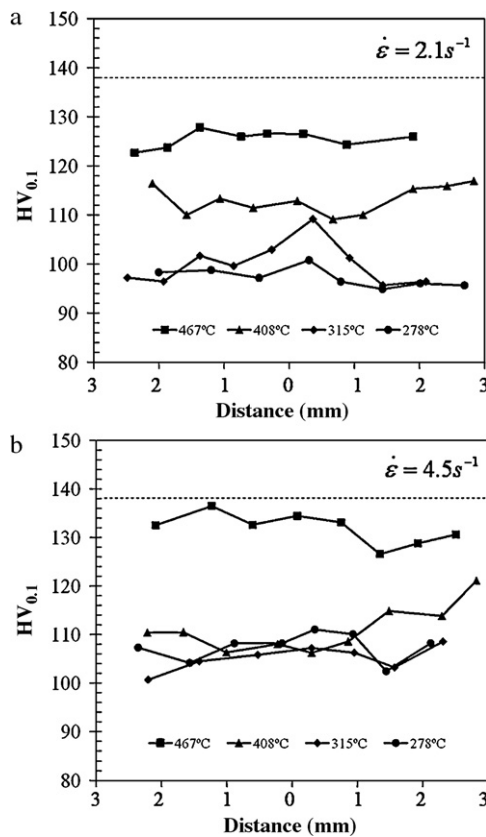 a
ε̇ = 2.1s⁻¹
150
140
130
120
110
100
90
80
HV0.1
467ºC 408ºC 315ºC 278ºC
3 2 1 0 1 2 3
Distance (mm)
b
ε̇ = 4.5s⁻¹
150
140
130
120
110
100
90
80
HV0.1
467ºC 408ºC 315ºC 278ºC
3 2 1 0 1 2 3
Distance (mm)